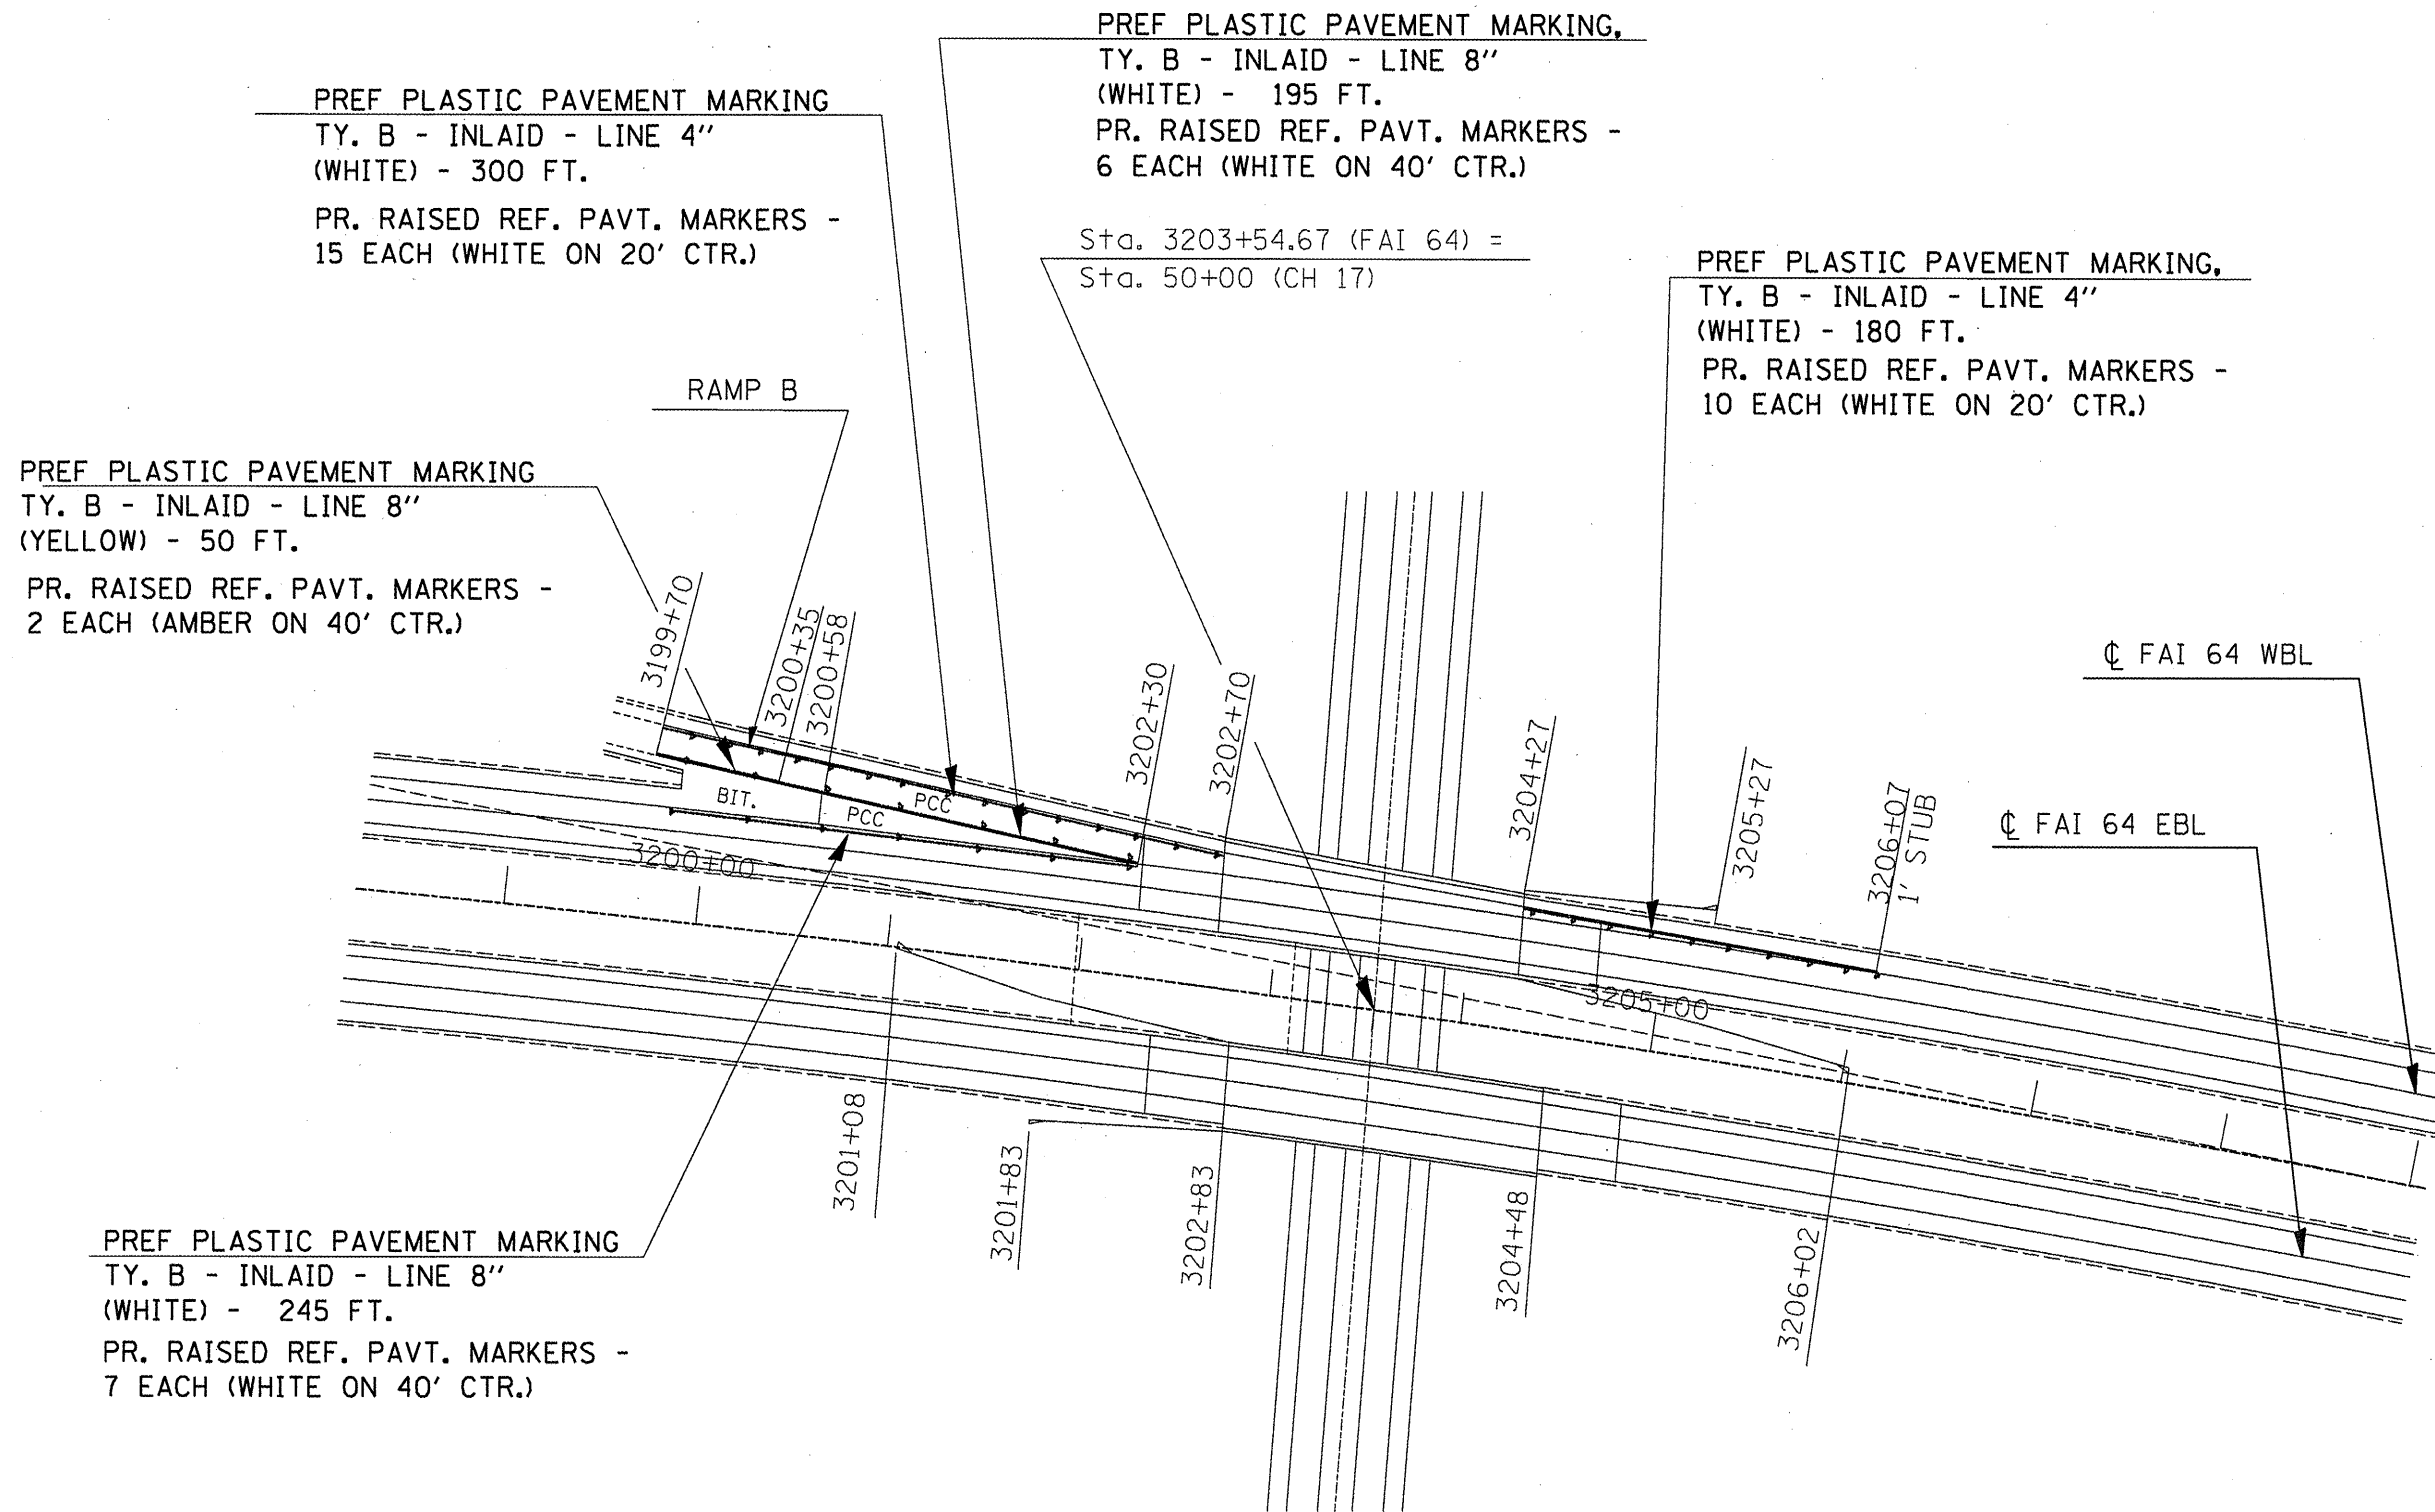 PREF PLASTIC PAVEMENT MARKING,
TY. B - INLAID - LINE 8''
(WHITE) - 195 FT.
PR. RAISED REF. PAVT. MARKERS -
6 EACH (WHITE ON 40' CTR.)
PREF PLASTIC PAVEMENT MARKING
TY. B - INLAID - LINE 4''
(WHITE) - 300 FT.
PR. RAISED REF. PAVT. MARKERS -
15 EACH (WHITE ON 20' CTR.)
Sta. 3203+54.67 (FAI 64) =
Sta. 50+00 (CH 17)
PREF PLASTIC PAVEMENT MARKING,
TY. B - INLAID - LINE 4''
(WHITE) - 180 FT.
PR. RAISED REF. PAVT. MARKERS -
10 EACH (WHITE ON 20' CTR.)
RAMP B
PREF PLASTIC PAVEMENT MARKING
TY. B - INLAID - LINE 8''
(YELLOW) - 50 FT.
PR. RAISED REF. PAVT. MARKERS -
2 EACH (AMBER ON 40' CTR.)
3199+70
3200+35
3200+58
3202+30
3202+70
3204+27
3205+27
3206+07
1' STUB
℄ FAI 64 WBL
℄ FAI 64 EBL
BIT.
PCC
PCC
3200+00
3205+00
3201+08
3201+83
3202+83
3204+48
3206+02
PREF PLASTIC PAVEMENT MARKING
TY. B - INLAID - LINE 8''
(WHITE) - 245 FT.
PR. RAISED REF. PAVT. MARKERS -
7 EACH (WHITE ON 40' CTR.)